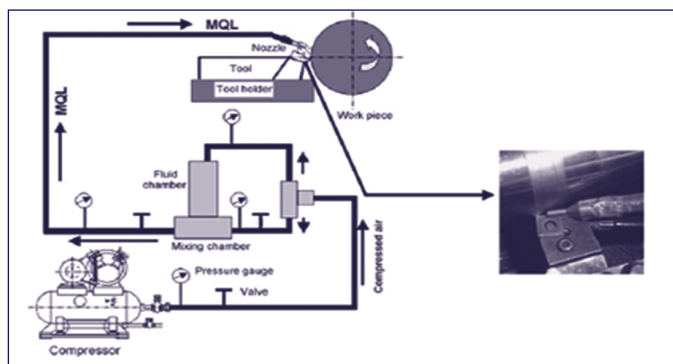 MQL
Nozzle
Tool
Tool holder
Work piece
MQL
Fluid
chamber
Mixing chamber
Compressed air
Pressure gauge
Valve
Compressor